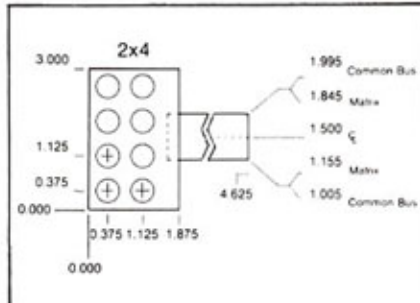 2x4
3.000
1.995 Common Bus
1.845 Matrix
1.500 ℄
1.125
1.155 Matrix
0.375
4.625
1.005 Common Bus
0.000
0.375 1.125 1.875
0.000